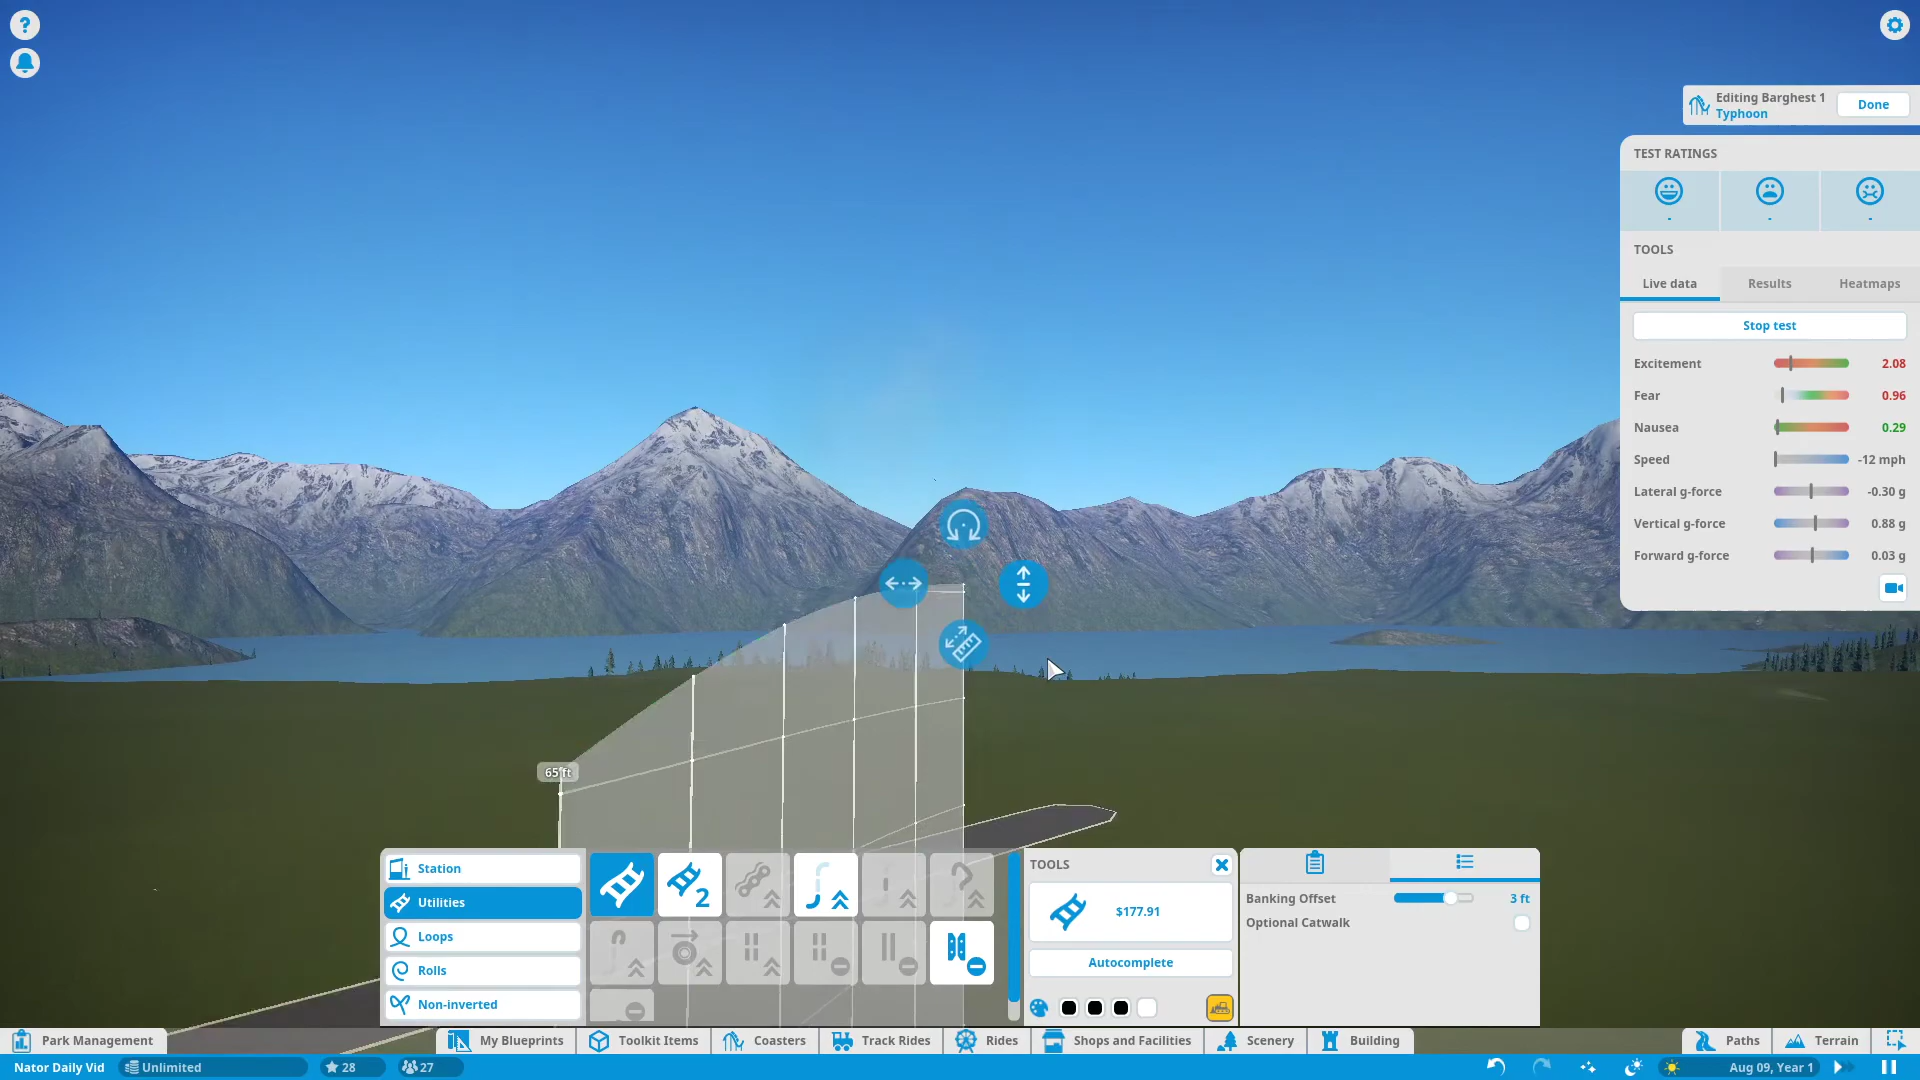 ?
Editing Barghest 1
Typhoon
Done
TEST RATINGS
-
-
-
TOOLS
Live data
Results
Heatmaps
Stop test
Excitement
2.08
Fear
0.96
Nausea
0.29
Speed
-12 mph
Lateral g-force
-0.30 g
Vertical g-force
0.88 g
Forward g-force
0.03 g
65 ft
Station
Utilities
Loops
Rolls
Non-inverted
2
TOOLS
$177.91
Autocomplete
Banking Offset
3 ft
Optional Catwalk
Park Management
My Blueprints
Toolkit Items
Coasters
Track Rides
Rides
Shops and Facilities
Scenery
Building
Paths
Terrain
Nator Daily Vid
Unlimited
28
27
Aug 09, Year 1